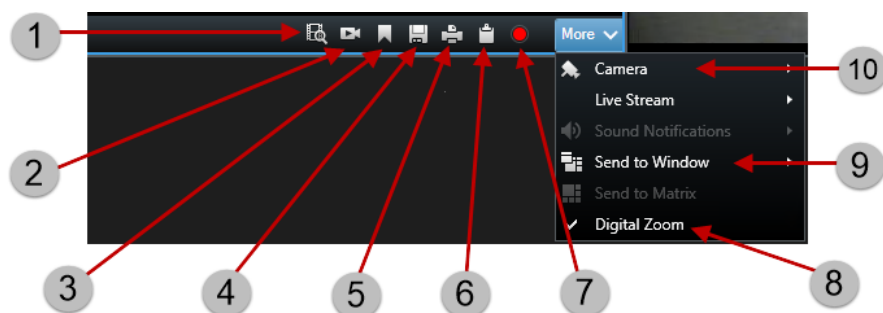 1
More
Camera
10
Live Stream
Sound Notifications
2
Send to Window
9
Send to Matrix
Digital Zoom
3
4
5
6
7
8